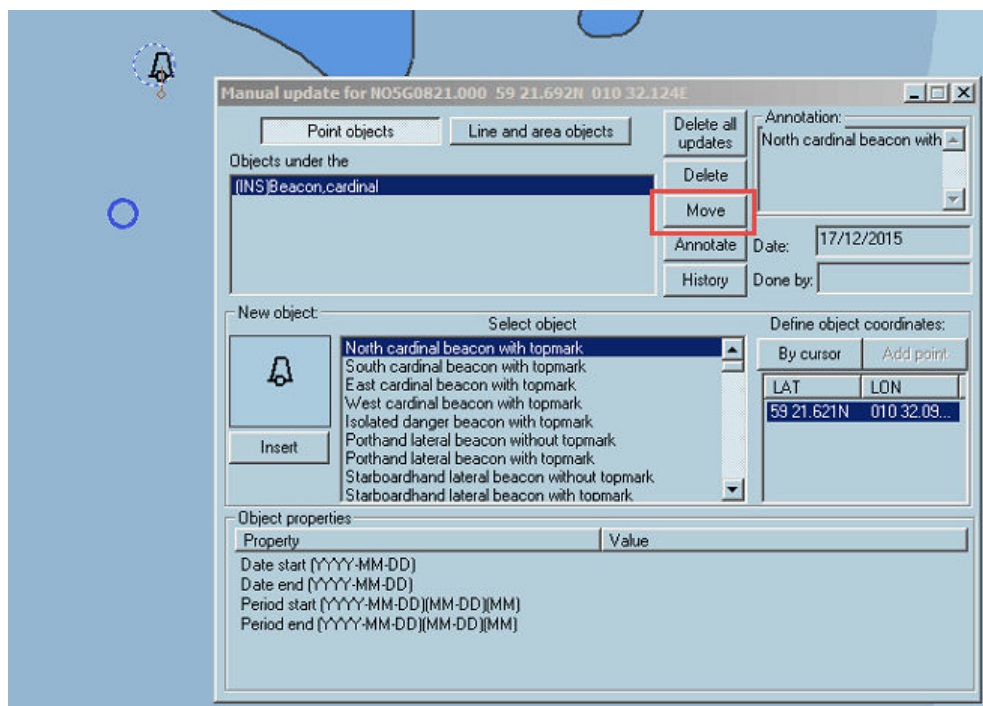 Manual update for NO5G0821.000 59 21.692N 010 32.124E
Point objects
Line and area objects
Delete all updates
Annotation:
North cardinal beacon with
Objects under the
(INS)Beacon,cardinal
Delete
Move
Annotate
Date: 17/12/2015
History
Done by:
New object:
Select object
Define object coordinates:
North cardinal beacon with topmark
South cardinal beacon with topmark
East cardinal beacon with topmark
West cardinal beacon with topmark
Isolated danger beacon with topmark
Porthand lateral beacon without topmark
Porthand lateral beacon with topmark
Starboardhand lateral beacon without topmark
Starboardhand lateral beacon with topmark
Insert
By cursor
Add point
LAT LON
59 21.621N 010 32.09...
Object properties
Property Value
Date start (YYYY-MM-DD)
Date end (YYYY-MM-DD)
Period start (YYYY-MM-DD)(MM-DD)(MM)
Period end (YYYY-MM-DD)(MM-DD)(MM)